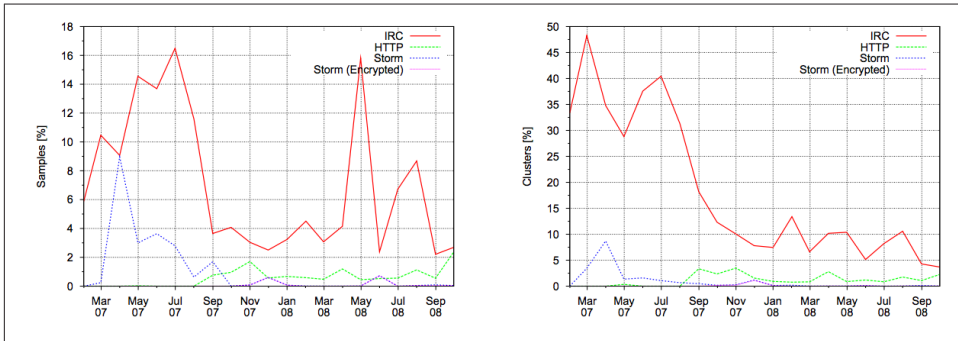 18
16
14
12
10
8
6
4
2
0
Samples [%]
IRC
HTTP
Storm
Storm (Encrypted)
Mar 07
May 07
Jul 07
Sep 07
Nov 07
Jan 08
Mar 08
May 08
Jul 08
Sep 08
50
45
40
35
30
25
20
15
10
5
0
Clusters [%]
IRC
HTTP
Storm
Storm (Encrypted)
Mar 07
May 07
Jul 07
Sep 07
Nov 07
Jan 08
Mar 08
May 08
Jul 08
Sep 08